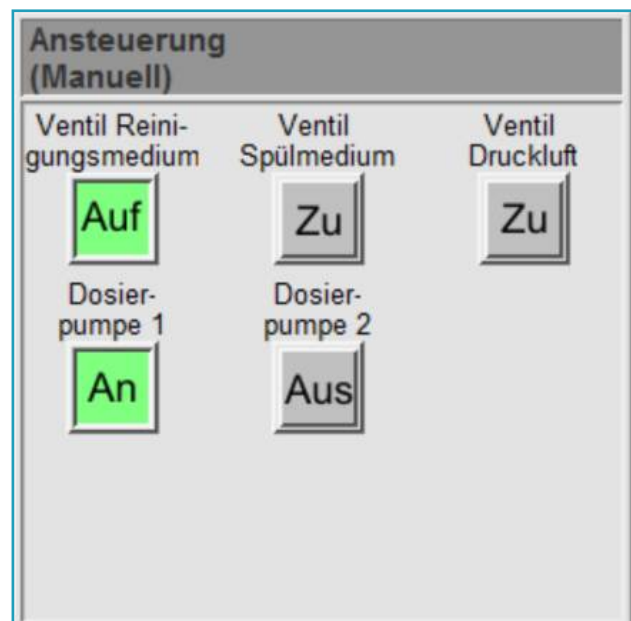 Ansteuerung
(Manuell)
Ventil Reini-
gungsmedium
Auf
Ventil
Spülmedium
Zu
Ventil
Druckluft
Zu
Dosier-
pumpe 1
An
Dosier-
pumpe 2
Aus